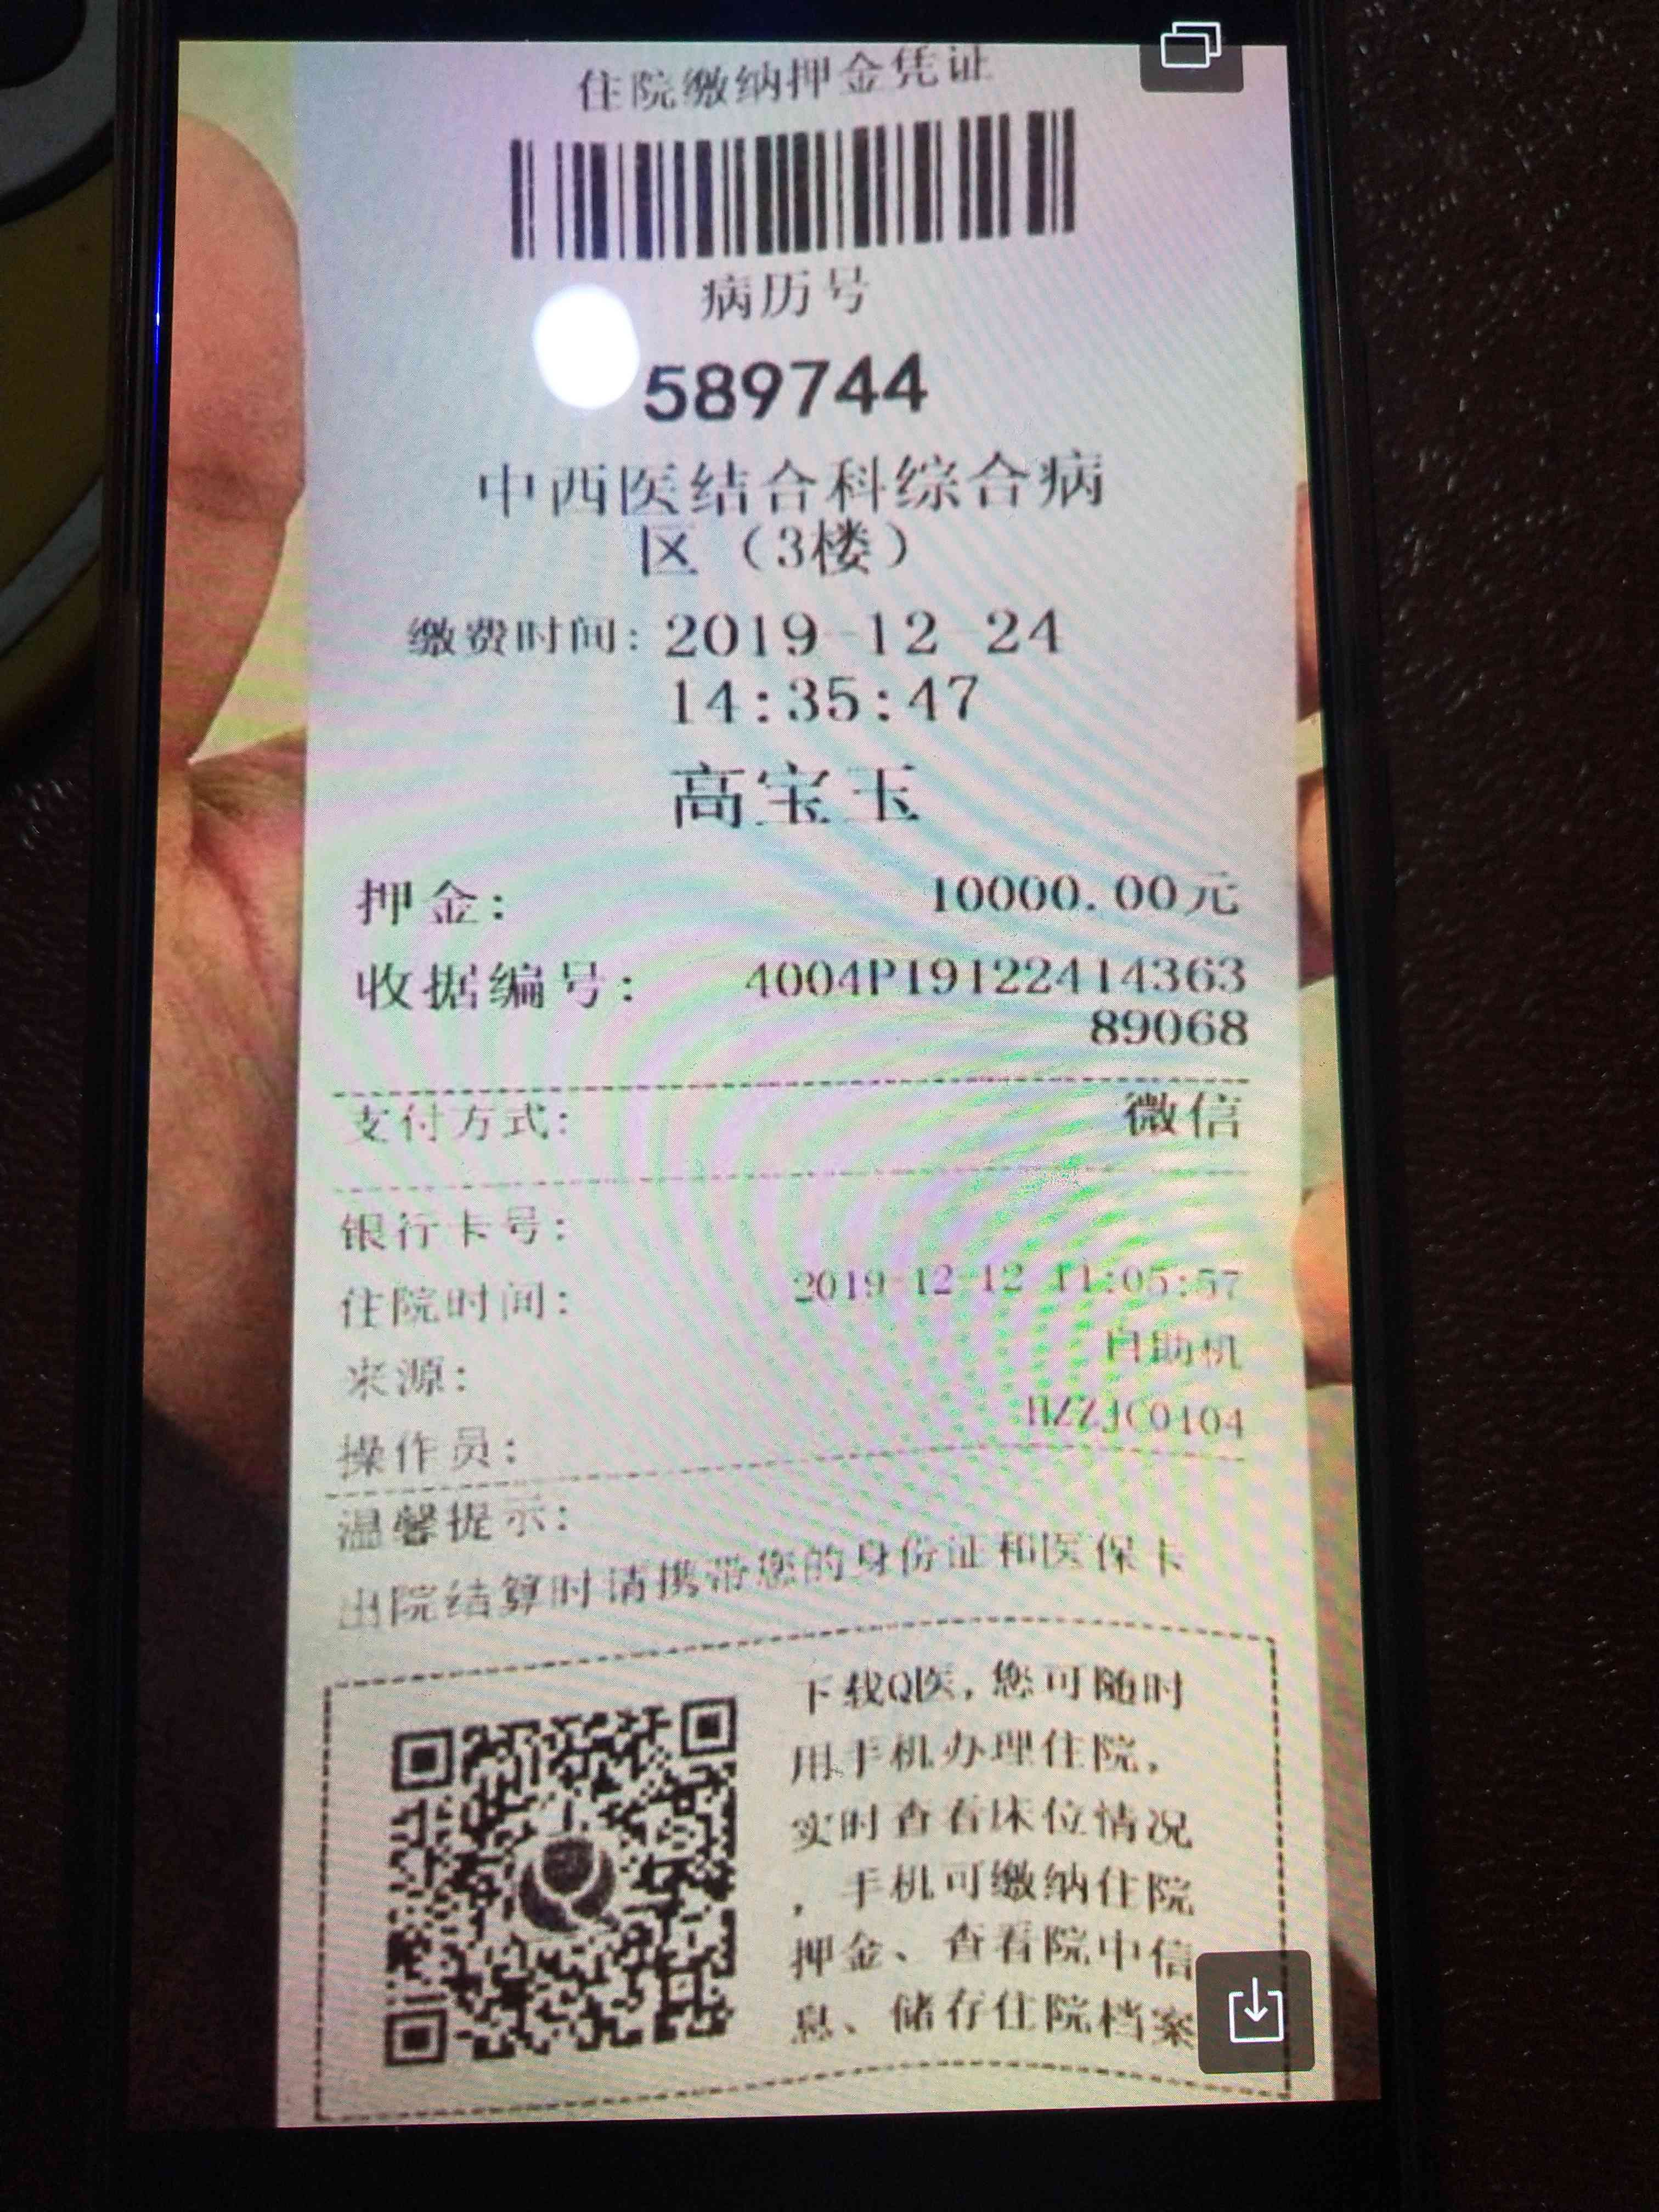 住院缴纳押金凭证
病历号
589744
中西医结合科综合病
区（3楼）
缴费时间：2019-12-24
14:35:47
高宝玉
押金： 10000.00元
收据编号： 4004P19122414363
89068
支付方式： 微信
银行卡号：
住院时间： 2019-12-12 11:05:57
来源： 自助机
操作员： HZZJC0104
温馨提示：
出院结算时请携带您的身份证和医保卡
下载Q医，您可随时
用手机办理住院，
实时查看床位情况
，手机可缴纳住院
押金、查看院中信
息、储存住院档案